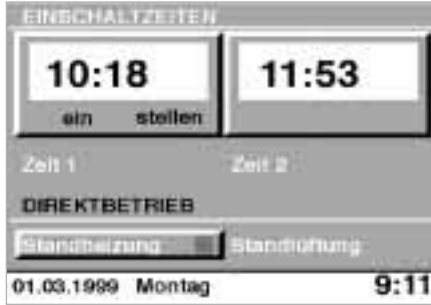 EINSCHALTZEITEN
10:18 11:53
ein stellen
Zeit 1 Zeit 2
DIREKTBETRIEB
Standheizung Standlüftung
01.03.1999 Montag 9:11